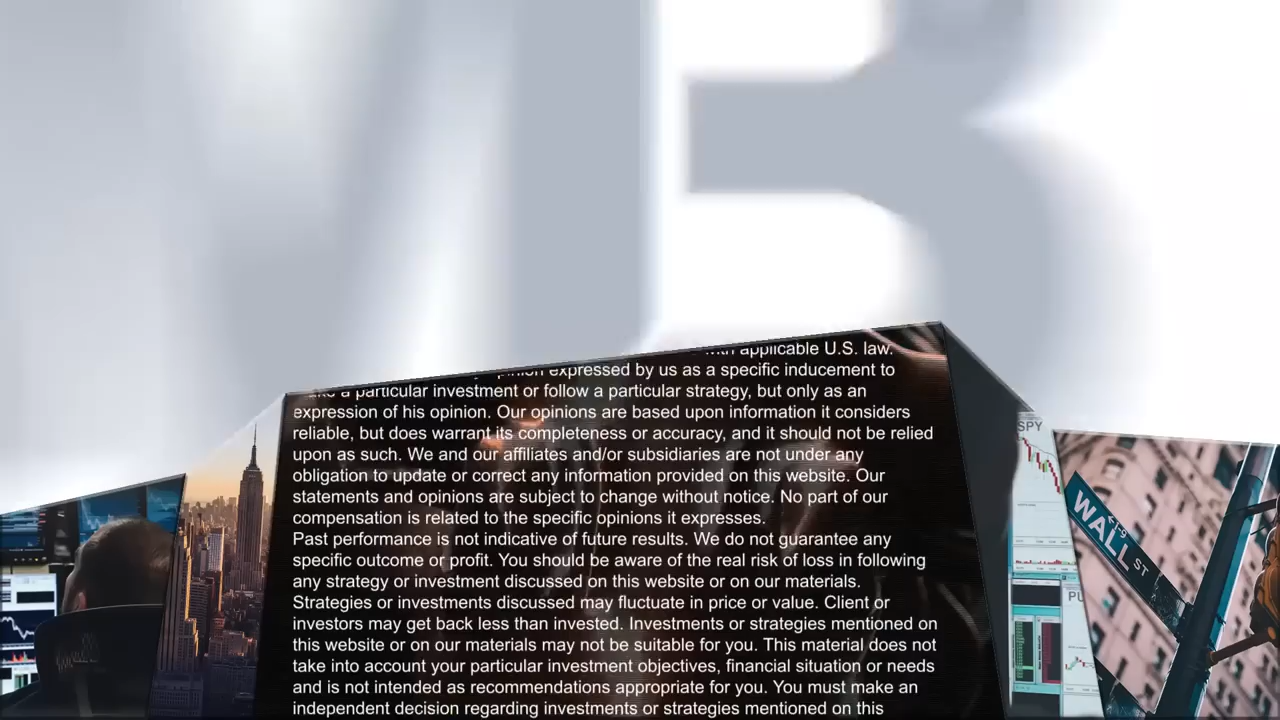 applicable U.S. law.
expressed by us as a specific inducement to
a particular investment or follow a particular strategy, but only as an
expression of his opinion. Our opinions are based upon information it considers
reliable, but does warrant its completeness or accuracy, and it should not be relied
upon as such. We and our affiliates and/or subsidiaries are not under any
obligation to update or correct any information provided on this website. Our
statements and opinions are subject to change without notice. No part of our
compensation is related to the specific opinions it expresses.
Past performance is not indicative of future results. We do not guarantee any
specific outcome or profit. You should be aware of the real risk of loss in following
any strategy or investment discussed on this website or on our materials.
Strategies or investments discussed may fluctuate in price or value. Client or
investors may get back less than invested. Investments or strategies mentioned on
this website or on our materials may not be suitable for you. This material does not
take into account your particular investment objectives, financial situation or needs
and is not intended as recommendations appropriate for you. You must make an
independent decision regarding investments or strategies mentioned on this
SPY
WALL ST